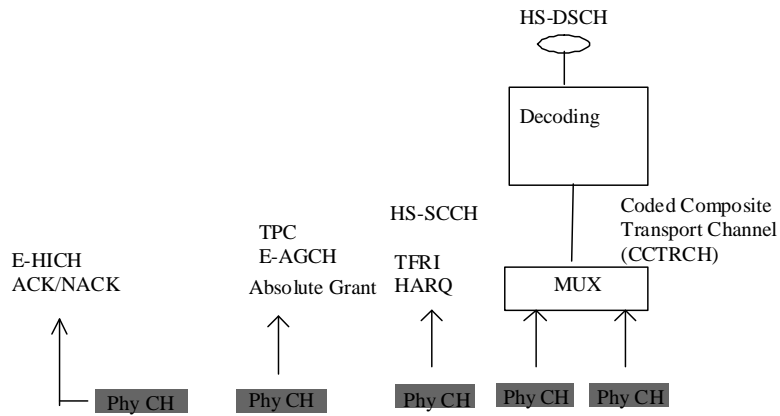 HS-DSCH
Decoding
Coded Composite
Transport Channel
(CCTRCH)
HS-SCCH
TPC
E-AGCH
Absolute Grant
TFRI
HARQ
E-HICH
ACK/NACK
MUX
Phy CH
Phy CH
Phy CH
Phy CH
Phy CH